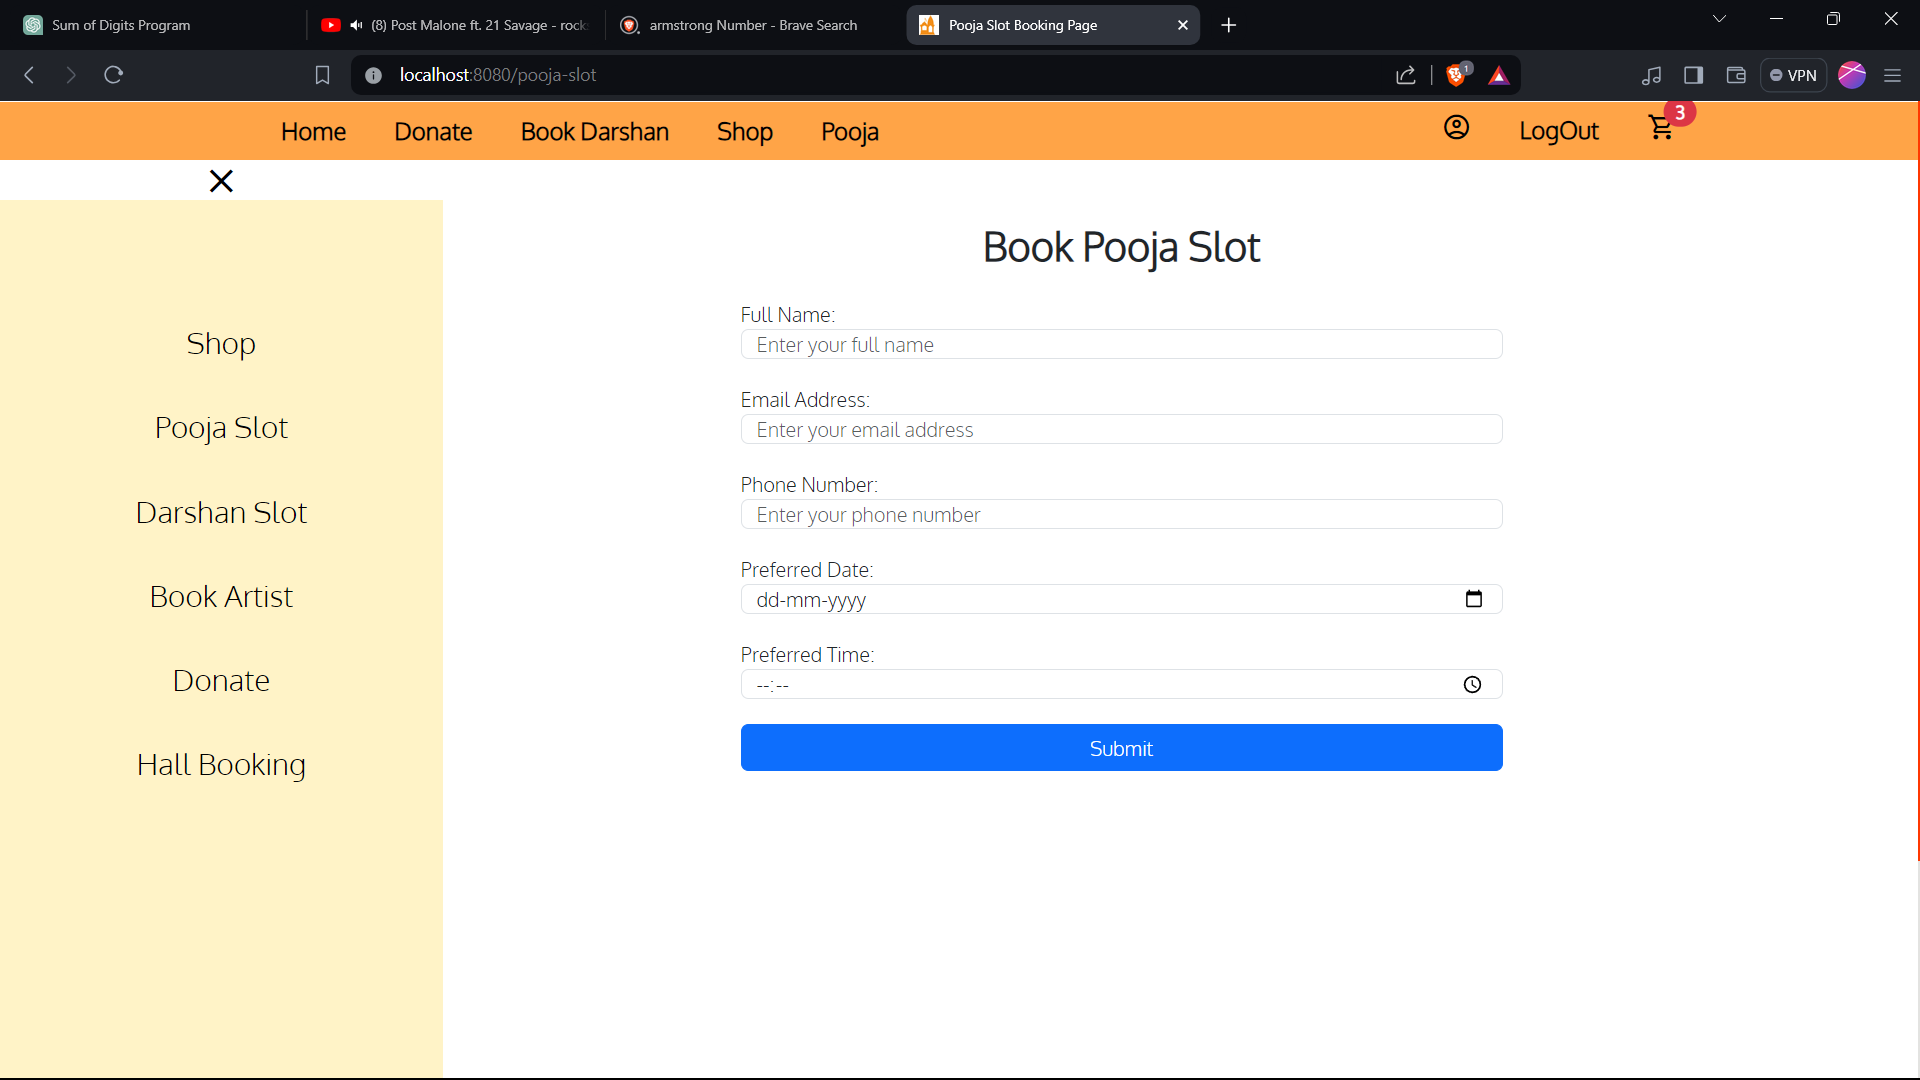 Sum of Digits Program
(8) Post Malone ft. 21 Savage - rock
armstrong Number - Brave Search
Pooja Slot Booking Page
localhost:8080/pooja-slot
1
VPN
Home
Donate
Book Darshan
Shop
Pooja
LogOut
3
Shop
Pooja Slot
Darshan Slot
Book Artist
Donate
Hall Booking
Book Pooja Slot
Full Name:
Enter your full name
Email Address:
Enter your email address
Phone Number:
Enter your phone number
Preferred Date:
dd-mm-yyyy
Preferred Time:
--:--
Submit